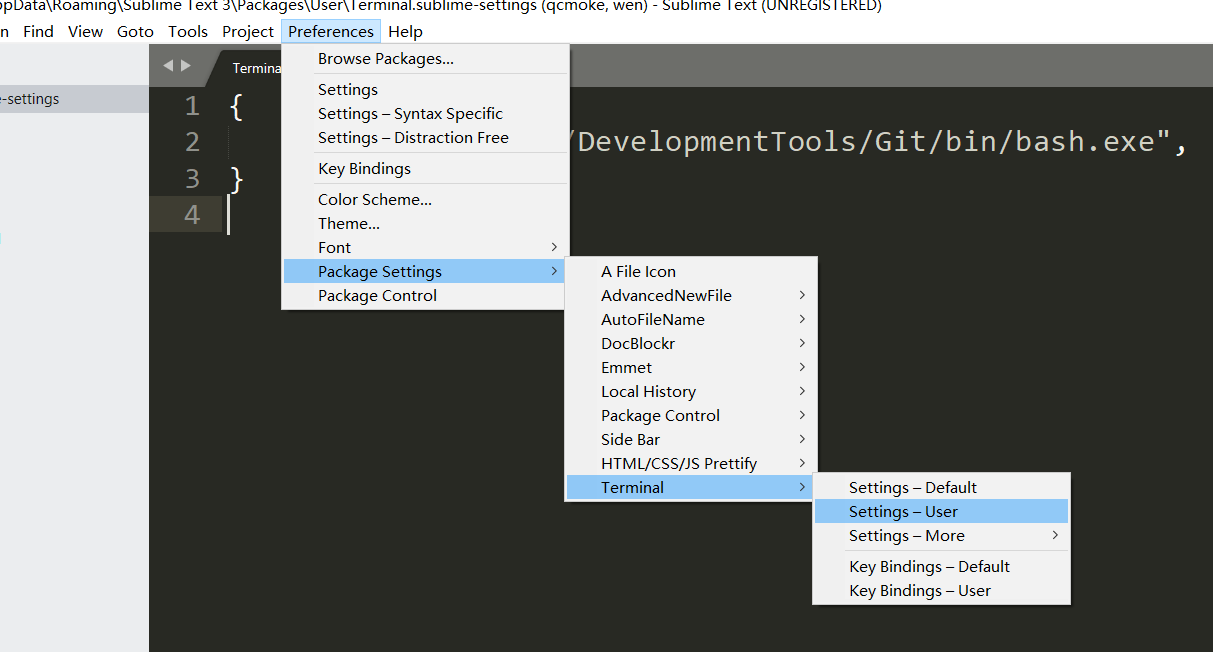 ppData\Roaming\Sublime Text 3\Packages\User\Terminal.sublime-settings (qcmoke, wen) - Sublime Text (UNREGISTERED)
n Find View Goto Tools Project Preferences Help
Browse Packages...
Termina
Settings
e-settings
1 {
Settings – Syntax Specific
Settings – Distraction Free
2 /DevelopmentTools/Git/bin/bash.exe",
Key Bindings
3 }
Color Scheme...
4
Theme...
Font
Package Settings
Package Control
A File Icon
AdvancedNewFile
AutoFileName
DocBlockr
Emmet
Local History
Package Control
Side Bar
HTML/CSS/JS Prettify
Terminal
Settings – Default
Settings – User
Settings – More
Key Bindings – Default
Key Bindings – User